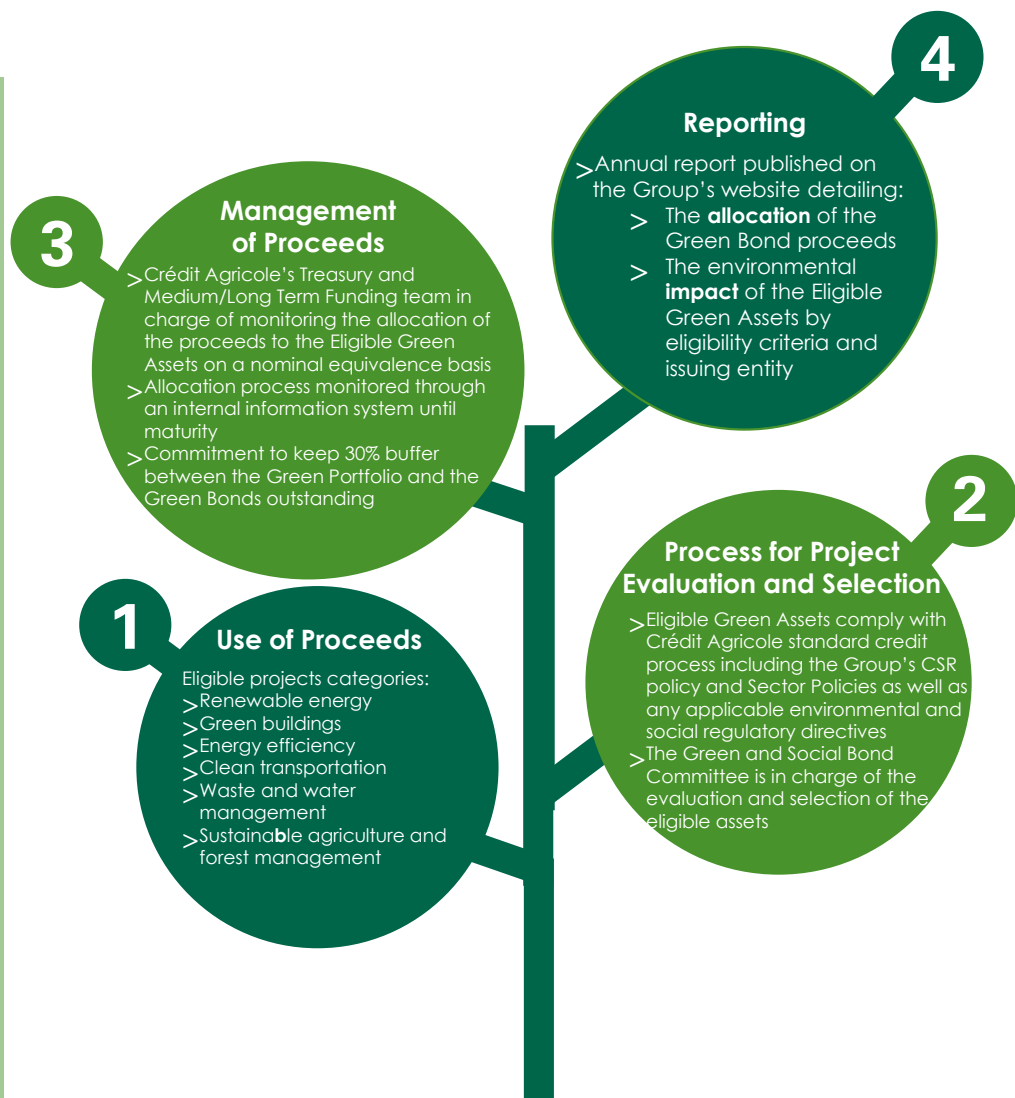 4
Reporting
>Annual report published on
the Group's website detailing:
> The allocation of the
Green Bond proceeds
> The environmental
impact of the Eligible
Green Assets by
eligibility criteria and
issuing entity
3
Management
of Proceeds
>Crédit Agricole's Treasury and
Medium/Long Term Funding team in
charge of monitoring the allocation of
the proceeds to the Eligible Green
Assets on a nominal equivalence basis
>Allocation process monitored through
an internal information system until
maturity
>Commitment to keep 30% buffer
between the Green Portfolio and the
Green Bonds outstanding
2
Process for Project
Evaluation and Selection
>Eligible Green Assets comply with
Crédit Agricole standard credit
process including the Group's CSR
policy and Sector Policies as well as
any applicable environmental and
social regulatory directives
>The Green and Social Bond
Committee is in charge of the
evaluation and selection of the
eligible assets
1
Use of Proceeds
Eligible projects categories:
>Renewable energy
>Green buildings
>Energy efficiency
>Clean transportation
>Waste and water
management
>Sustainable agriculture and
forest management